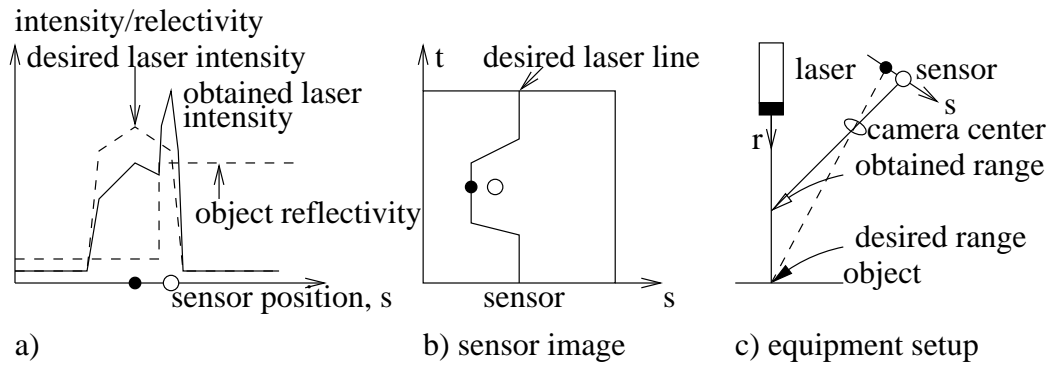 intensity/relectivity
desired laser intensity
obtained laser
intensity
object reflectivity
sensor position, s
a)
t
desired laser line
sensor
s
b) sensor image
laser
sensor
s
r
camera center
obtained range
desired range
object
c) equipment setup